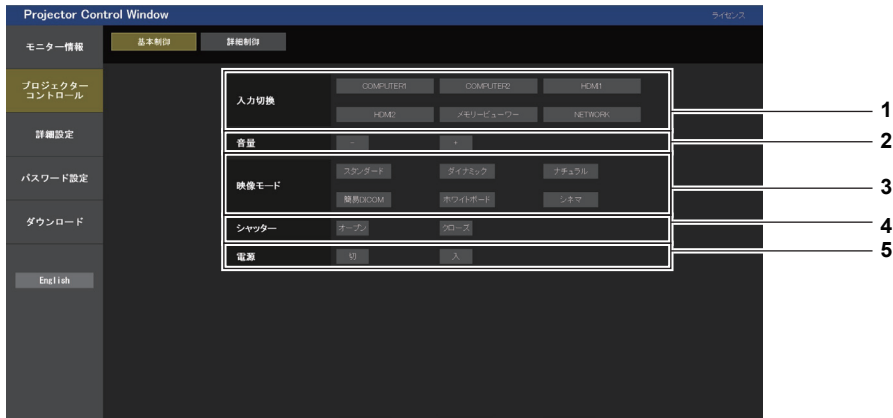 Projector Control Window
ライセンス
モニター情報
基本制御
詳細制御
プロジェクター
コントロール
詳細設定
パスワード設定
ダウンロード
English
入力切換
COMPUTER1
COMPUTER2
HDMI1
HDMI2
メモリービューワー
NETWORK
音量
-
+
映像モード
スタンダード
ダイナミック
ナチュラル
簡易DICOM
ホワイトボード
シネマ
シャッター
オープン
クローズ
電源
切
入
1
2
3
4
5